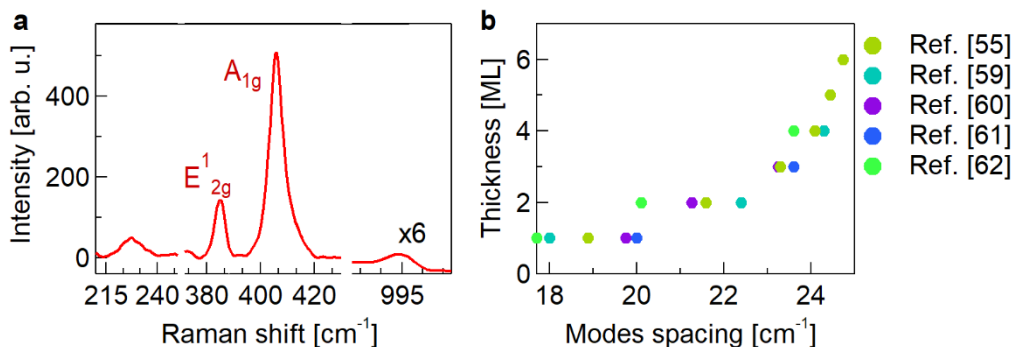 a
Intensity [arb. u.]
400
200
0
A1g
E¹2g
x6
215 240 380 400 420 995
Raman shift [cm⁻¹]
b
Thickness [ML]
6
4
2
0
18 20 22 24
Modes spacing [cm⁻¹]
Ref. [55]
Ref. [59]
Ref. [60]
Ref. [61]
Ref. [62]